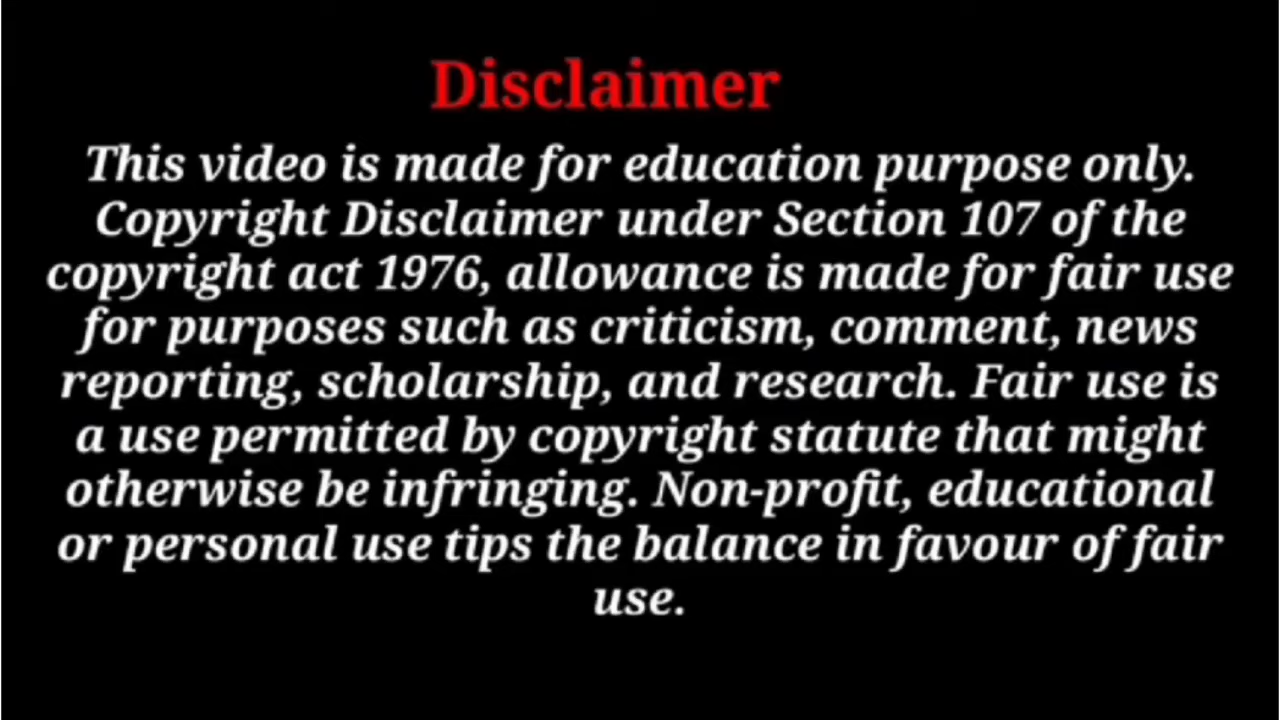 Disclaimer
This video is made for education purpose only.
Copyright Disclaimer under Section 107 of the
copyright act 1976, allowance is made for fair use
for purposes such as criticism, comment, news
reporting, scholarship, and research. Fair use is
a use permitted by copyright statute that might
otherwise be infringing. Non-profit, educational
or personal use tips the balance in favour of fair
use.